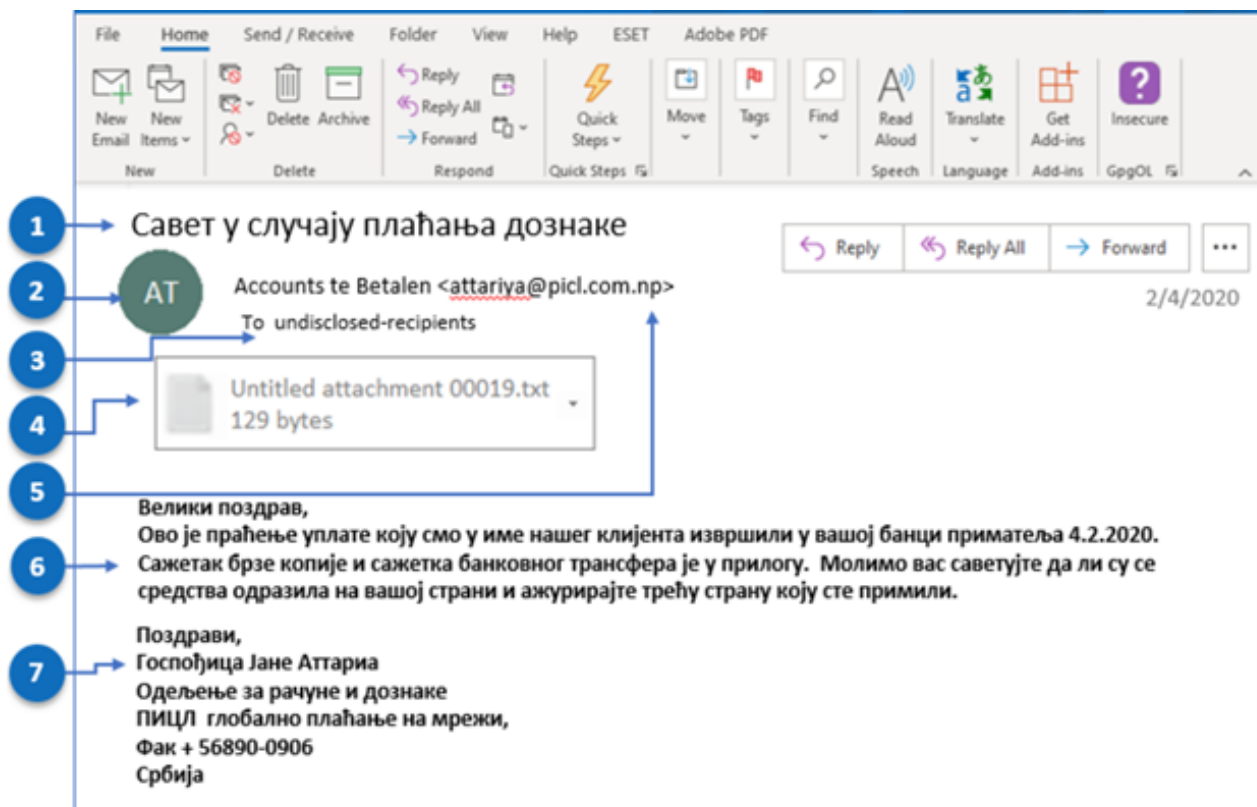 File Home Send / Receive Folder View Help ESET Adobe PDF
New Email
New Items
Delete
Archive
Reply
Reply All
Forward
Quick Steps
Move
Tags
Find
Read Aloud
Translate
Get Add-ins
Insecure
New Delete Respond Quick Steps Speech Language Add-ins GpgOL
1 Савет у случају плаћања дознаке
Reply Reply All Forward
2 AT Accounts te Betalen <attariya@picl.com.np>
2/4/2020
3 To undisclosed-recipients
4 Untitled attachment 00019.txt
129 bytes
5
Велики поздрав,
Ово је праћење уплате коју смо у име нашег клијента извршили у вашој банци приматеља 4.2.2020.
6 Сажетак брзе копије и сажетка банковног трансфера је у прилогу. Молимо вас саветујте да ли су се
средства одразила на вашој страни и ажурирајте трећу страну коју сте примили.
Поздрави,
7 Госпођица Јане Аттариа
Одељење за рачуне и дознаке
ПИЦЛ глобално плаћање на мрежи,
Фак + 56890-0906
Србија